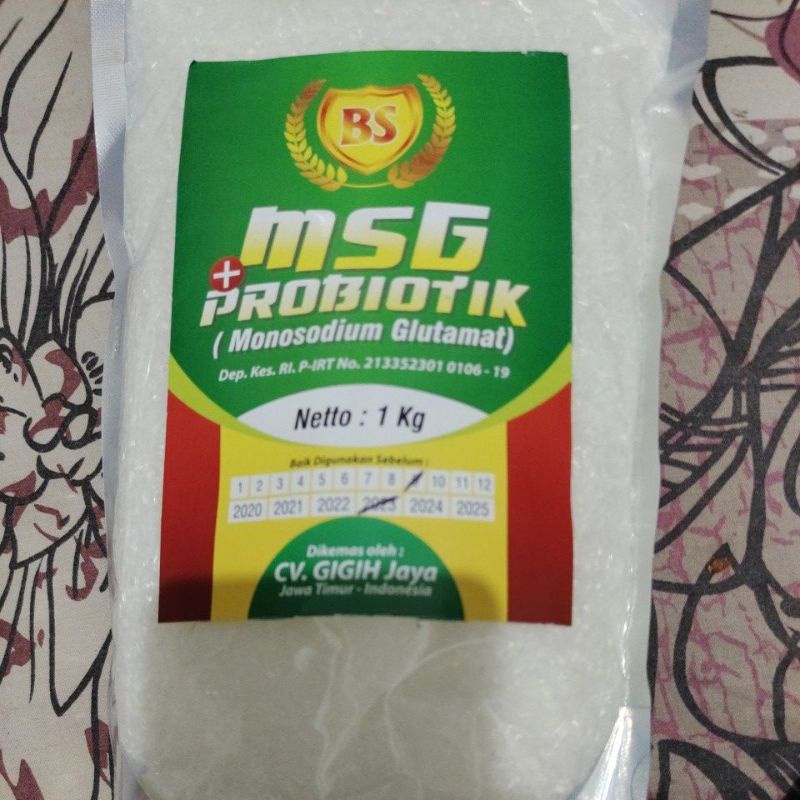 BS
MSG
+PROBIOTIK
( Monosodium Glutamat)
Dep. Kes. RI. P-IRT No. 213352301 0106 - 19
Netto : 1 Kg
Baik Digunakan Sebelum :
1 2 3 4 5 6 7 8 9 10 11 12
2020 2021 2022 2023 2024 2025
Dikemas oleh :
CV. GIGIH Jaya
Jawa Timur - Indonesia